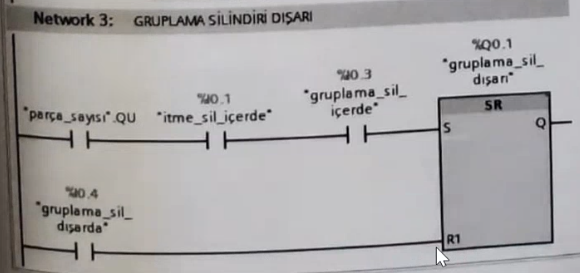 Network 3: GRUPLAMA SİLİNDİRİ DIŞARI
%Q0.1
"gruplama_sil_
dışarı"
SR
%I0.3
"gruplama_sil_
içerde"
%I0.1
"itme_sil_içerde"
"parça_sayısı".QU
S
Q
%I0.4
"gruplama_sil_
dışarda"
R1